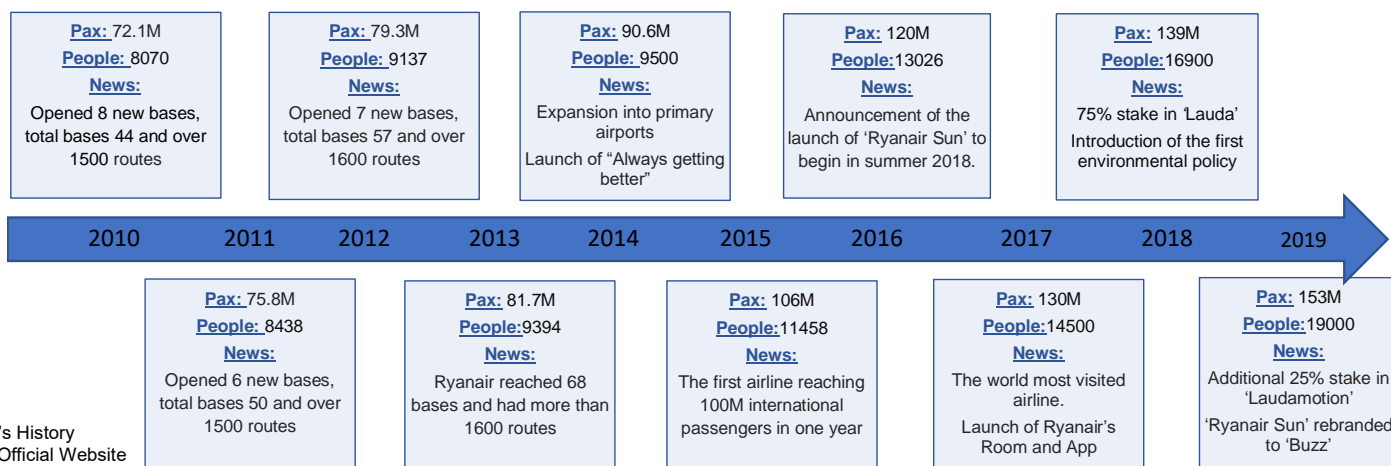 Pax: 72.1M
People: 8070
News:
Opened 8 new bases,
total bases 44 and over
1500 routes
Pax: 79.3M
People: 9137
News:
Opened 7 new bases,
total bases 57 and over
1600 routes
Pax: 90.6M
People: 9500
News:
Expansion into primary
airports
Launch of “Always getting
better”
Pax: 120M
People:13026
News:
Announcement of the
launch of ‘Ryanair Sun’ to
begin in summer 2018.
Pax: 139M
People:16900
News:
75% stake in ‘Lauda’
Introduction of the first
environmental policy
2010 2011 2012 2013 2014 2015 2016 2017 2018 2019
Pax: 75.8M
People: 8438
News:
Opened 6 new bases,
total bases 50 and over
1500 routes
Pax: 81.7M
People:9394
News:
Ryanair reached 68
bases and had more than
1600 routes
Pax: 106M
People:11458
News:
The first airline reaching
100M international
passengers in one year
Pax: 130M
People:14500
News:
The world most visited
airline.
Launch of Ryanair’s
Room and App
Pax: 153M
People:19000
News:
Additional 25% stake in
‘Laudamotion’
‘Ryanair Sun’ rebranded
to ‘Buzz’
’s History
Official Website